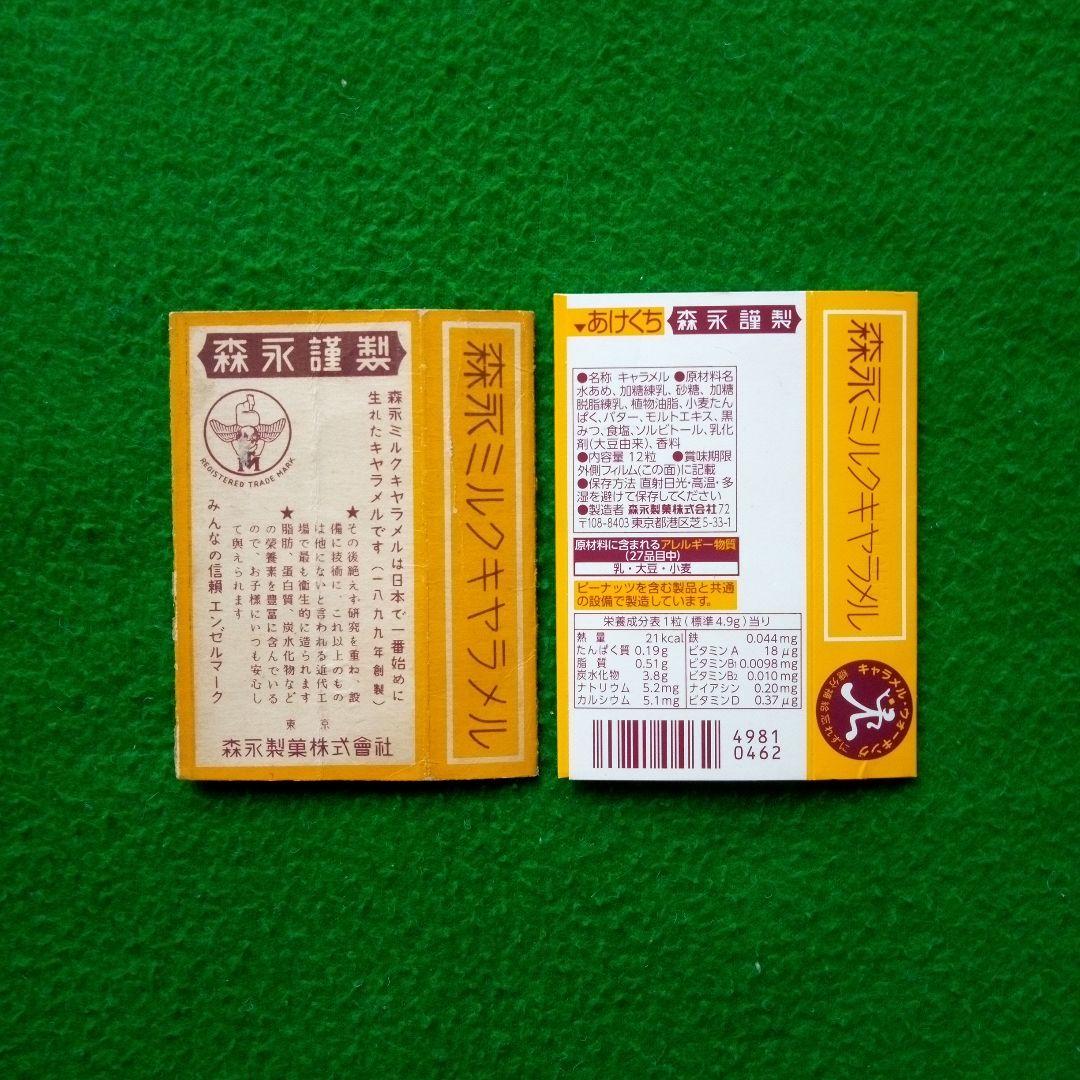 森永謹製
REGISTERED TRADE MARK
森永ミルクキヤラメルは日本で一番始めに
生れたキヤラメルです（一八九九年創製）
★その後絶えず研究を重ね、設
備に技術に、これ以上のもの
は他にないと言われる近代工
場で最も衞生的に造られます
★脂肪、蛋白質、炭水化物など
の榮養素を豊富に含んでいる
ので、お子樣にいつも安心し
て與えられます
みんなの信頼 エンゼルマーク
東京
森永製菓株式會社
森永ミルクキヤラメル
▼あけくち
森永謹製
●名称 キャラメル ●原材料名
水あめ、加糖練乳、砂糖、加糖
脱脂練乳、植物油脂、小麦たん
ぱく、バター、モルトエキス、黒
みつ、食塩、ソルビトール、乳化
剤(大豆由来)、香料
●内容量 12粒 ●賞味期限
外側フィルム(この面)に記載
●保存方法 直射日光・高温・多
湿を避けて保存してください
●製造者 森永製菓株式会社72
〒108-8403 東京都港区芝5-33-1
原材料に含まれるアレルギー物質
(27品目中)
乳・大豆・小麦
ピーナッツを含む製品と共通
の設備で製造しています。
栄養成分表1粒(標準4.9g)当り
熱量 21kcal 鉄 0.044mg
たんぱく質 0.19g ビタミンA 18μg
脂質 0.51g ビタミンB1 0.0098mg
炭水化物 3.8g ビタミンB2 0.010mg
ナトリウム 5.2mg ナイアシン 0.20mg
カルシウム 5.1mg ビタミンD 0.37μg
4981
0462
森永ミルクキャラメル
キャラメル・ウォーキング
糖分補給 忘れずに